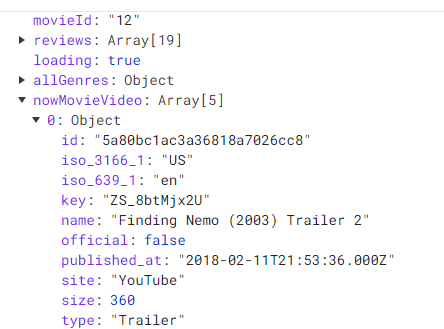 movieId: "12"
reviews: Array[19]
loading: true
allGenres: Object
nowMovieVideo: Array[5]
0: Object
id: "5a80bc1ac3a36818a7026cc8"
iso_3166_1: "US"
iso_639_1: "en"
key: "ZS_8btMjx2U"
name: "Finding Nemo (2003) Trailer 2"
official: false
published_at: "2018-02-11T21:53:36.000Z"
site: "YouTube"
size: 360
type: "Trailer"